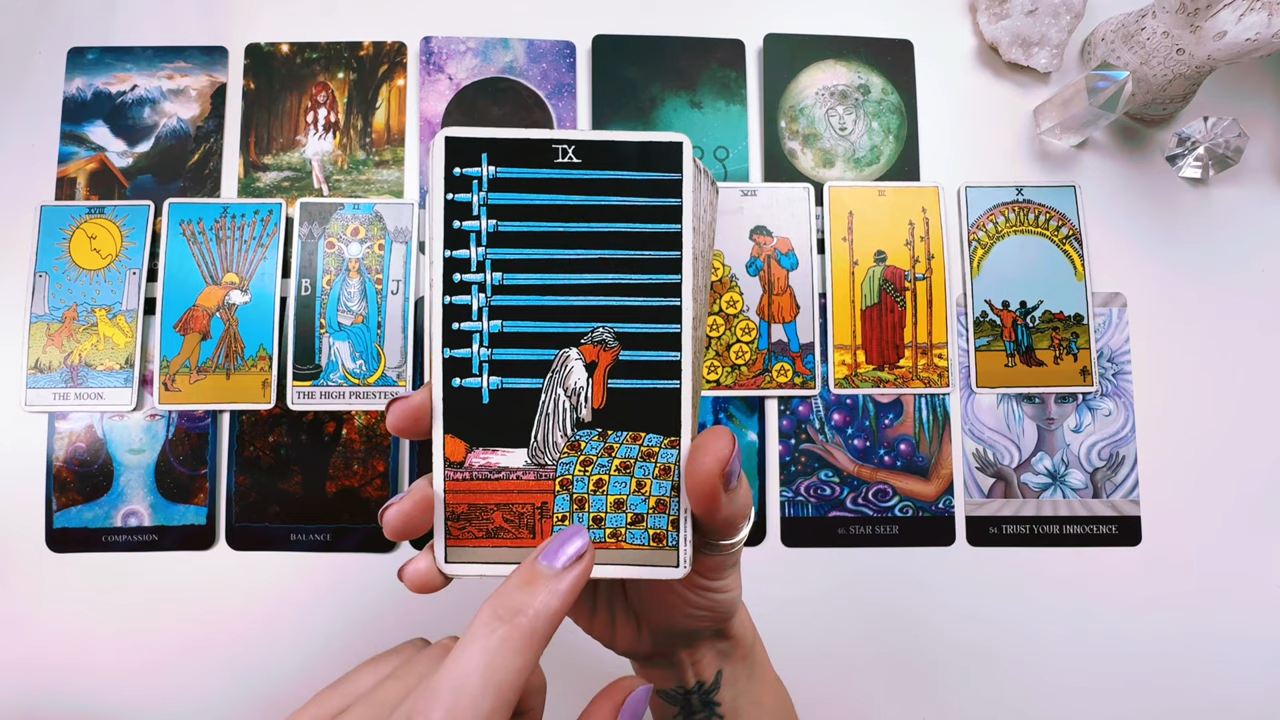 IX
XVIII
THE MOON.
X
II
B
J
THE HIGH PRIESTESS
VII
III
X
COMPASSION
BALANCE
46. STAR SEER
54. TRUST YOUR INNOCENCE